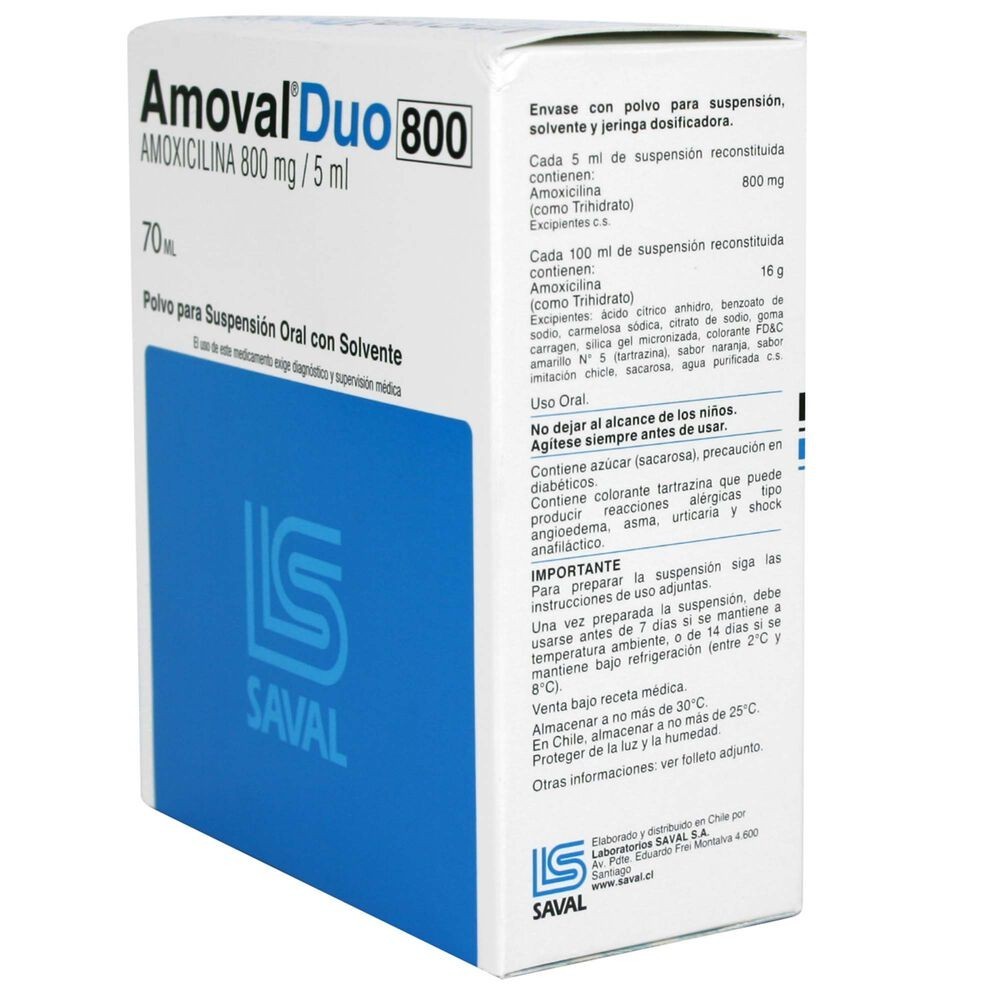 Amoval® Duo 800
AMOXICILINA 800 mg / 5 ml
70 ML
Polvo para Suspensión Oral con Solvente
El uso de este medicamento exige diagnóstico y supervisión médica
SAVAL
Envase con polvo para suspensión,
solvente y jeringa dosificadora.
Cada 5 ml de suspensión reconstituida
contienen:
Amoxicilina 800 mg
(como Trihidrato)
Excipientes c.s.
Cada 100 ml de suspensión reconstituida
contienen:
Amoxicilina 16 g
(como Trihidrato)
Excipientes: ácido cítrico anhidro, benzoato de
sodio, carmelosa sódica, citrato de sodio, goma
carragen, silica gel micronizada, colorante FD&C
amarillo N° 5 (tartrazina), sabor naranja, sabor
imitación chicle, sacarosa, agua purificada c.s.
Uso Oral.
No dejar al alcance de los niños.
Agítese siempre antes de usar.
Contiene azúcar (sacarosa), precaución en
diabéticos.
Contiene colorante tartrazina que puede
producir reacciones alérgicas tipo
angioedema, asma, urticaria y shock
anafiláctico.
IMPORTANTE
Para preparar la suspensión siga las
instrucciones de uso adjuntas.
Una vez preparada la suspensión, debe
usarse antes de 7 días si se mantiene a
temperatura ambiente, o de 14 días si se
mantiene bajo refrigeración (entre 2°C y
8°C).
Venta bajo receta médica.
Almacenar a no más de 30°C.
En Chile, almacenar a no más de 25°C.
Proteger de la luz y la humedad.
Otras informaciones: ver folleto adjunto.
Elaborado y distribuido en Chile por
Laboratorios SAVAL S.A.
Av. Pdte. Eduardo Frei Montalva 4.600
Santiago
www.saval.cl
SAVAL